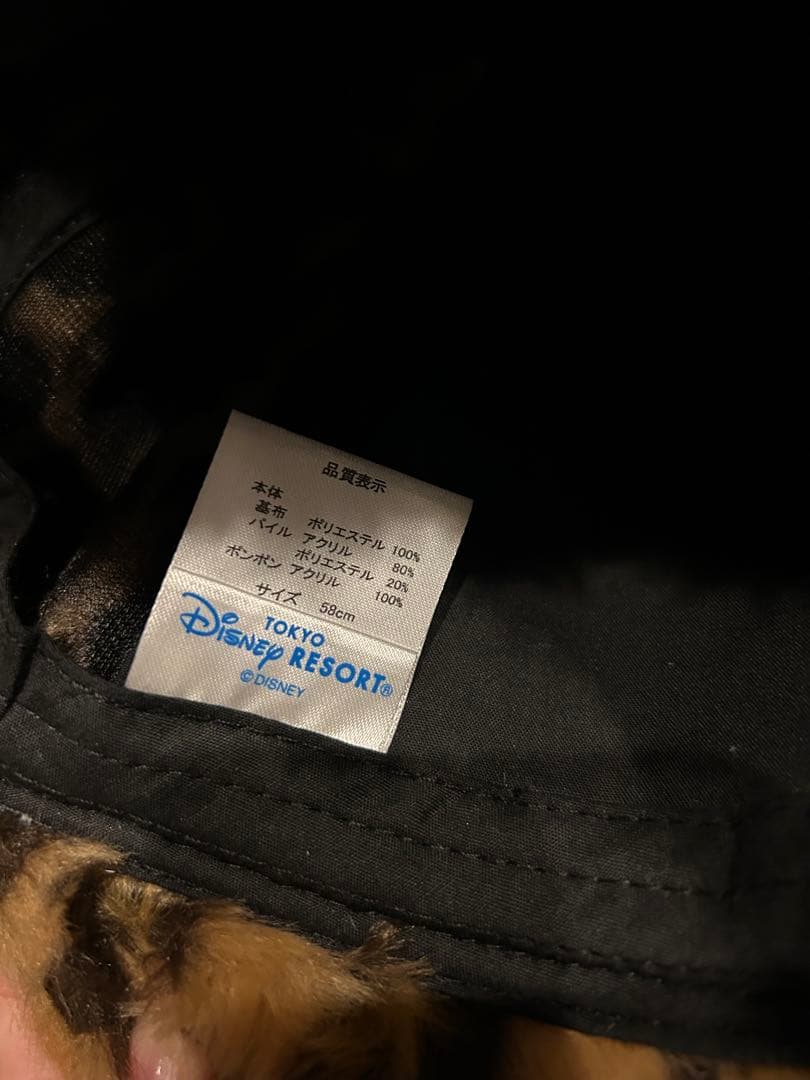 品質表示
本体
基布 ポリエステル 100%
パイル アクリル 80%
ポリエステル 20%
ポンポン アクリル 100%
サイズ 58cm
TOKYO
Disney RESORT®
©DISNEY